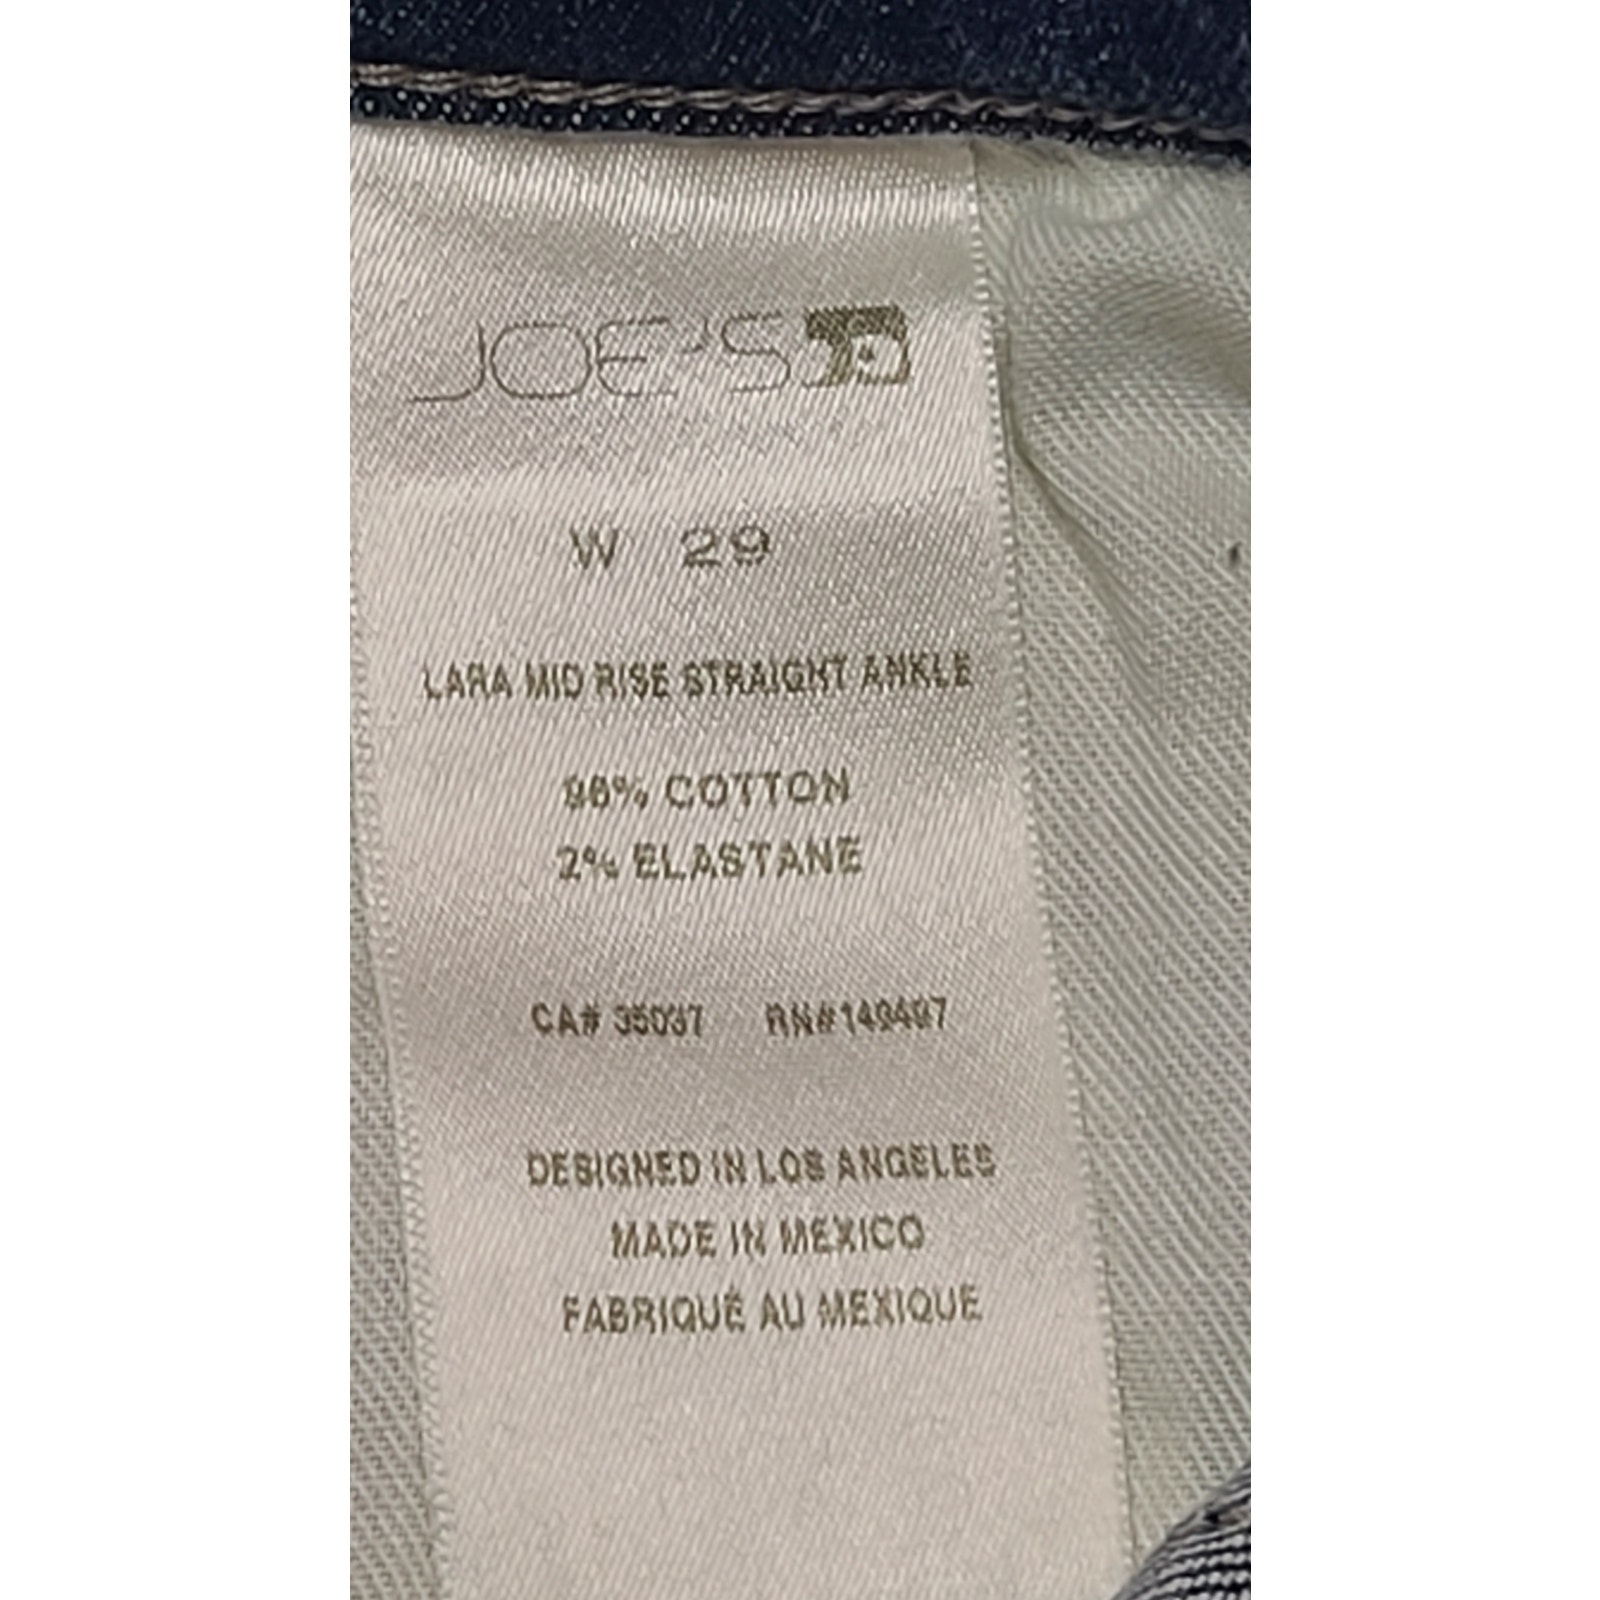 JOE'S
W 29
LARA MID RISE STRAIGHT ANKLE
98% COTTON
2% ELASTANE
CA# 35037 RN#149497
DESIGNED IN LOS ANGELES
MADE IN MEXICO
FABRIQUÉ AU MEXIQUE